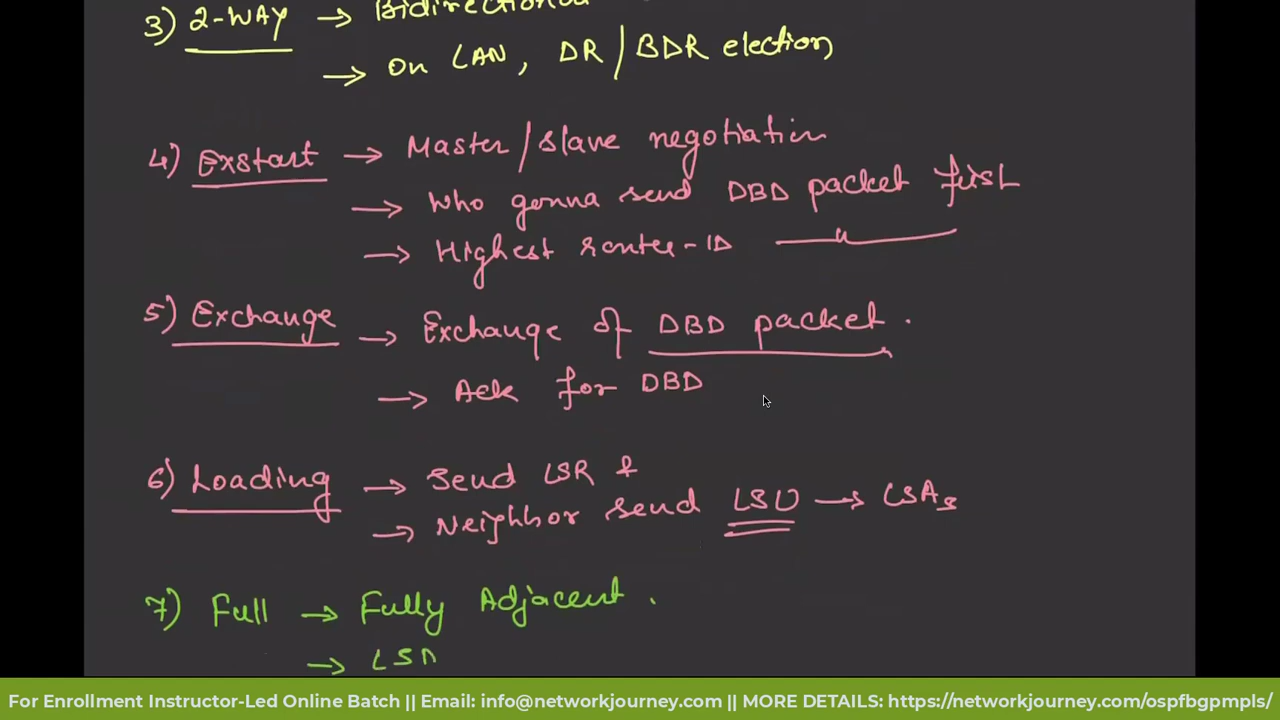 3) 2-WAY → Bidirectional
→ On LAN, DR/BDR election
4) Exstart → Master/slave negotiation
→ Who gonna send DBD packet first
→ Highest router-ID
5) Exchange → Exchange of DBD packet.
→ Ack for DBD
6) Loading → Send LSR &
→ Neighbor send LSU → LSAs
7) Full → Fully Adjacent.
→ LSD
For Enrollment Instructor-Led Online Batch || Email: info@networkjourney.com || MORE DETAILS: https://networkjourney.com/ospfbgpmpls/